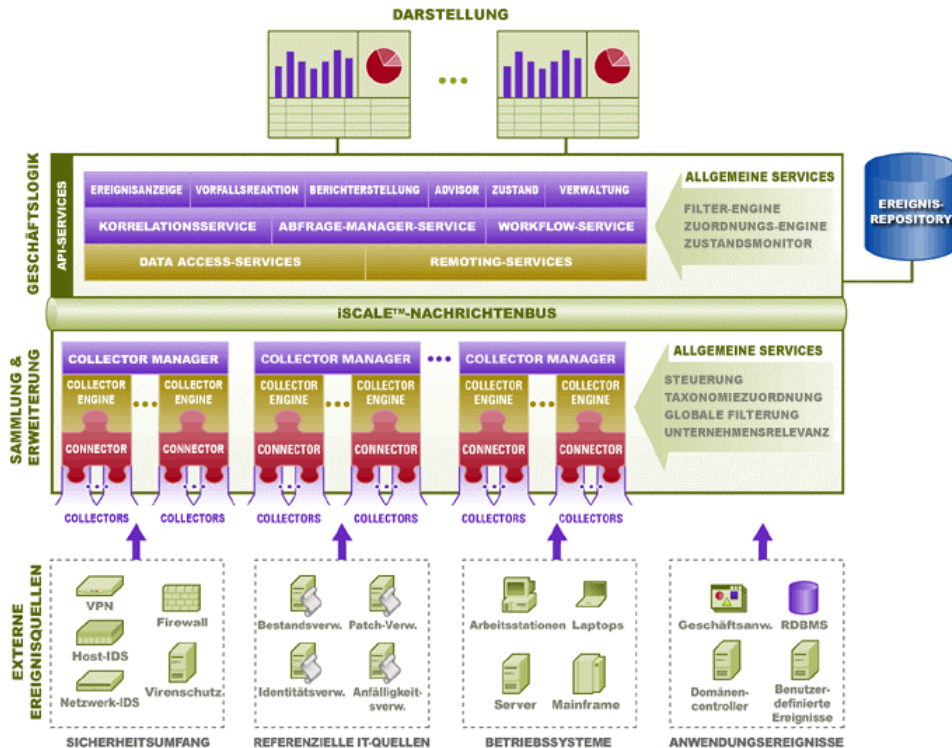 DARSTELLUNG
GESCHÄFTSLOGIK
API-SERVICES
EREIGNISANZEIGE VORFALLSREAKTION BERICHTERSTELLUNG ADVISOR ZUSTAND VERWALTUNG
KORRELATIONSSERVICE ABFRAGE-MANAGER-SERVICE WORKFLOW-SERVICE
DATA ACCESS-SERVICES REMOTING-SERVICES
ALLGEMEINE SERVICES
FILTER-ENGINE
ZUORDNUNGS-ENGINE
ZUSTANDSMONITOR
EREIGNIS-
REPOSITORY
iSCALE™-NACHRICHTENBUS
SAMMLUNG &
ERWEITERUNG
COLLECTOR MANAGER COLLECTOR MANAGER COLLECTOR MANAGER
COLLECTOR COLLECTOR COLLECTOR COLLECTOR COLLECTOR COLLECTOR
ENGINE ENGINE ENGINE ENGINE ENGINE ENGINE
CONNECTOR CONNECTOR CONNECTOR CONNECTOR CONNECTOR CONNECTOR
COLLECTORS COLLECTORS COLLECTORS COLLECTORS COLLECTORS COLLECTORS
ALLGEMEINE SERVICES
STEUERUNG
TAXONOMIEZUORDNUNG
GLOBALE FILTERUNG
UNTERNEHMENSRELEVANZ
EXTERNE
EREIGNISQUELLEN
VPN
Firewall
Host-IDS
Netzwerk-IDS
Virenschutz.
SICHERHEITSUMFANG
Bestandsverw.
Patch-Verw.
Identitätsverw.
Anfälligkeit-
sverw.
REFERENZIELLE IT-QUELLEN
Arbeitsstationen
Laptops
Server
Mainframe
BETRIEBSSYSTEME
Geschäftsanw.
RDBMS
Domänen-
controller
Benutzer-
definierte
Ereignisse
ANWENDUNGSEREIGNISSE